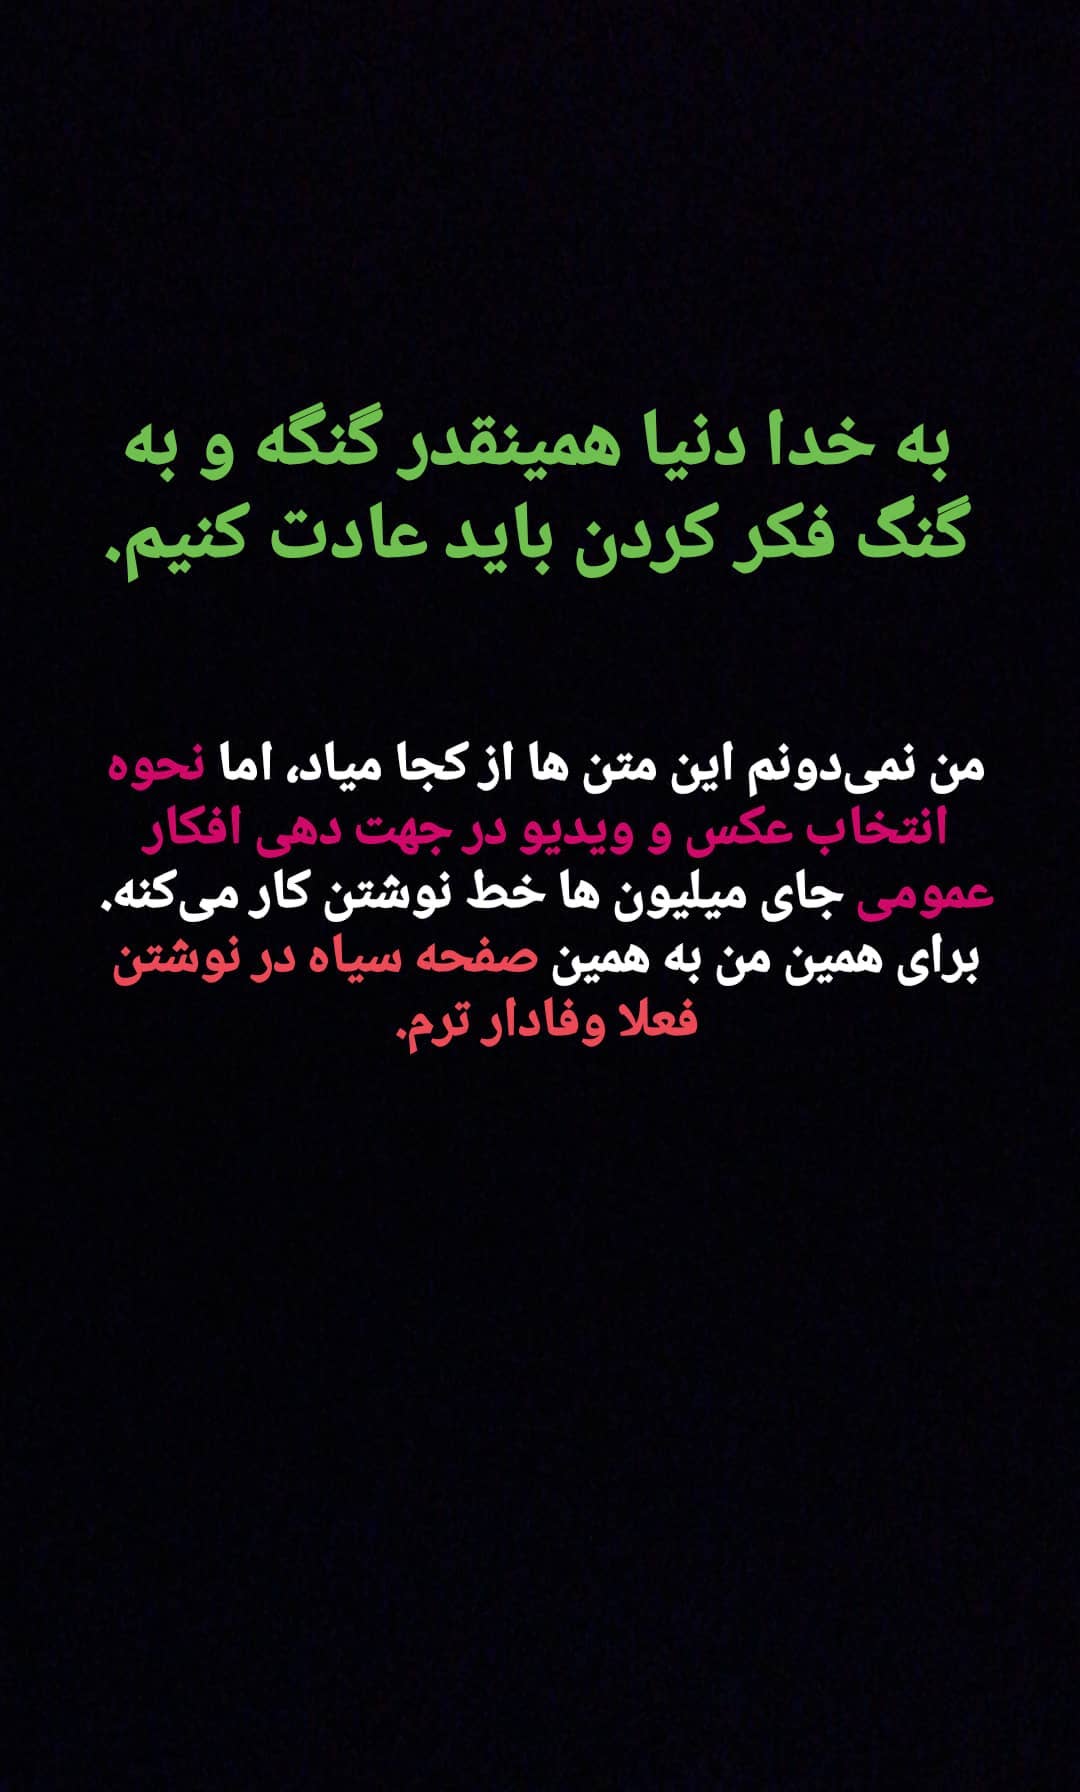 به خدا دنیا همینقدر گنگه و به
گنگ فکر کردن باید عادت کنیم.
من نمی‌دونم این متن ها از کجا میاد، اما نحوه
انتخاب عکس و ویدیو در جهت دهی افکار
عمومی جای میلیون ها خط نوشتن کار می‌کنه.
برای همین من به همین صفحه سیاه در نوشتن
فعلا وفادار ترم.